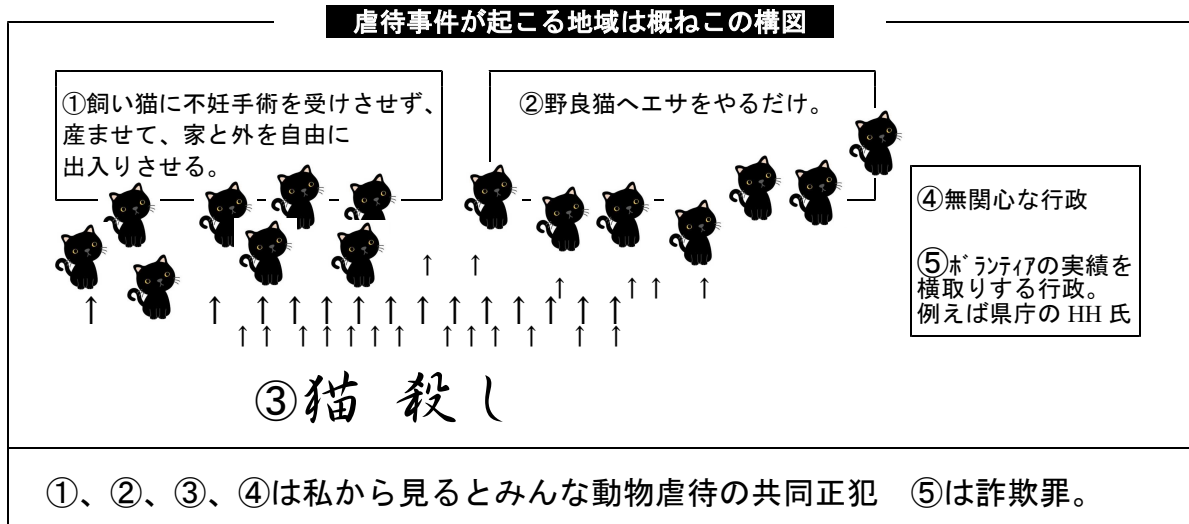 虐待事件が起こる地域は概ねこの構図
①飼い猫に不妊手術を受けさせず、
産ませて、家と外を自由に
出入りさせる。
②野良猫へエサをやるだけ。
④無関心な行政
⑤ﾎﾞﾗﾝﾃｨｱの実績を
横取りする行政。
例えば県庁の HH 氏
↑ ↑
↑ ↑ ↑ ↑
↑ ↑ ↑ ↑ ↑ ↑ ↑ ↑ ↑ ↑ ↑ ↑ ↑ ↑ ↑
↑ ↑ ↑ ↑ ↑ ↑ ↑ ↑ ↑ ↑ ↑ ↑ ↑
③猫 殺し
①、②、③、④は私から見るとみんな動物虐待の共同正犯　⑤は詐欺罪。